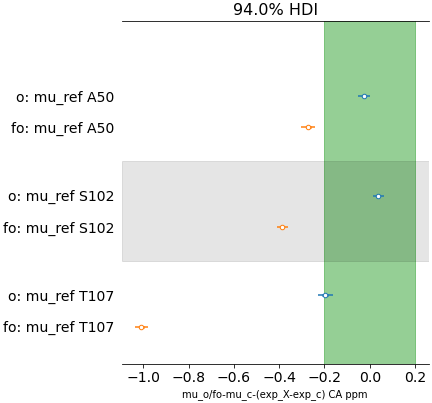 94.0% HDI
o: mu_ref A50
fo: mu_ref A50
o: mu_ref S102
fo: mu_ref S102
o: mu_ref T107
fo: mu_ref T107
−1.0 −0.8 −0.6 −0.4 −0.2 0.0 0.2
mu_o/fo-mu_c-(exp_X-exp_c) CA ppm